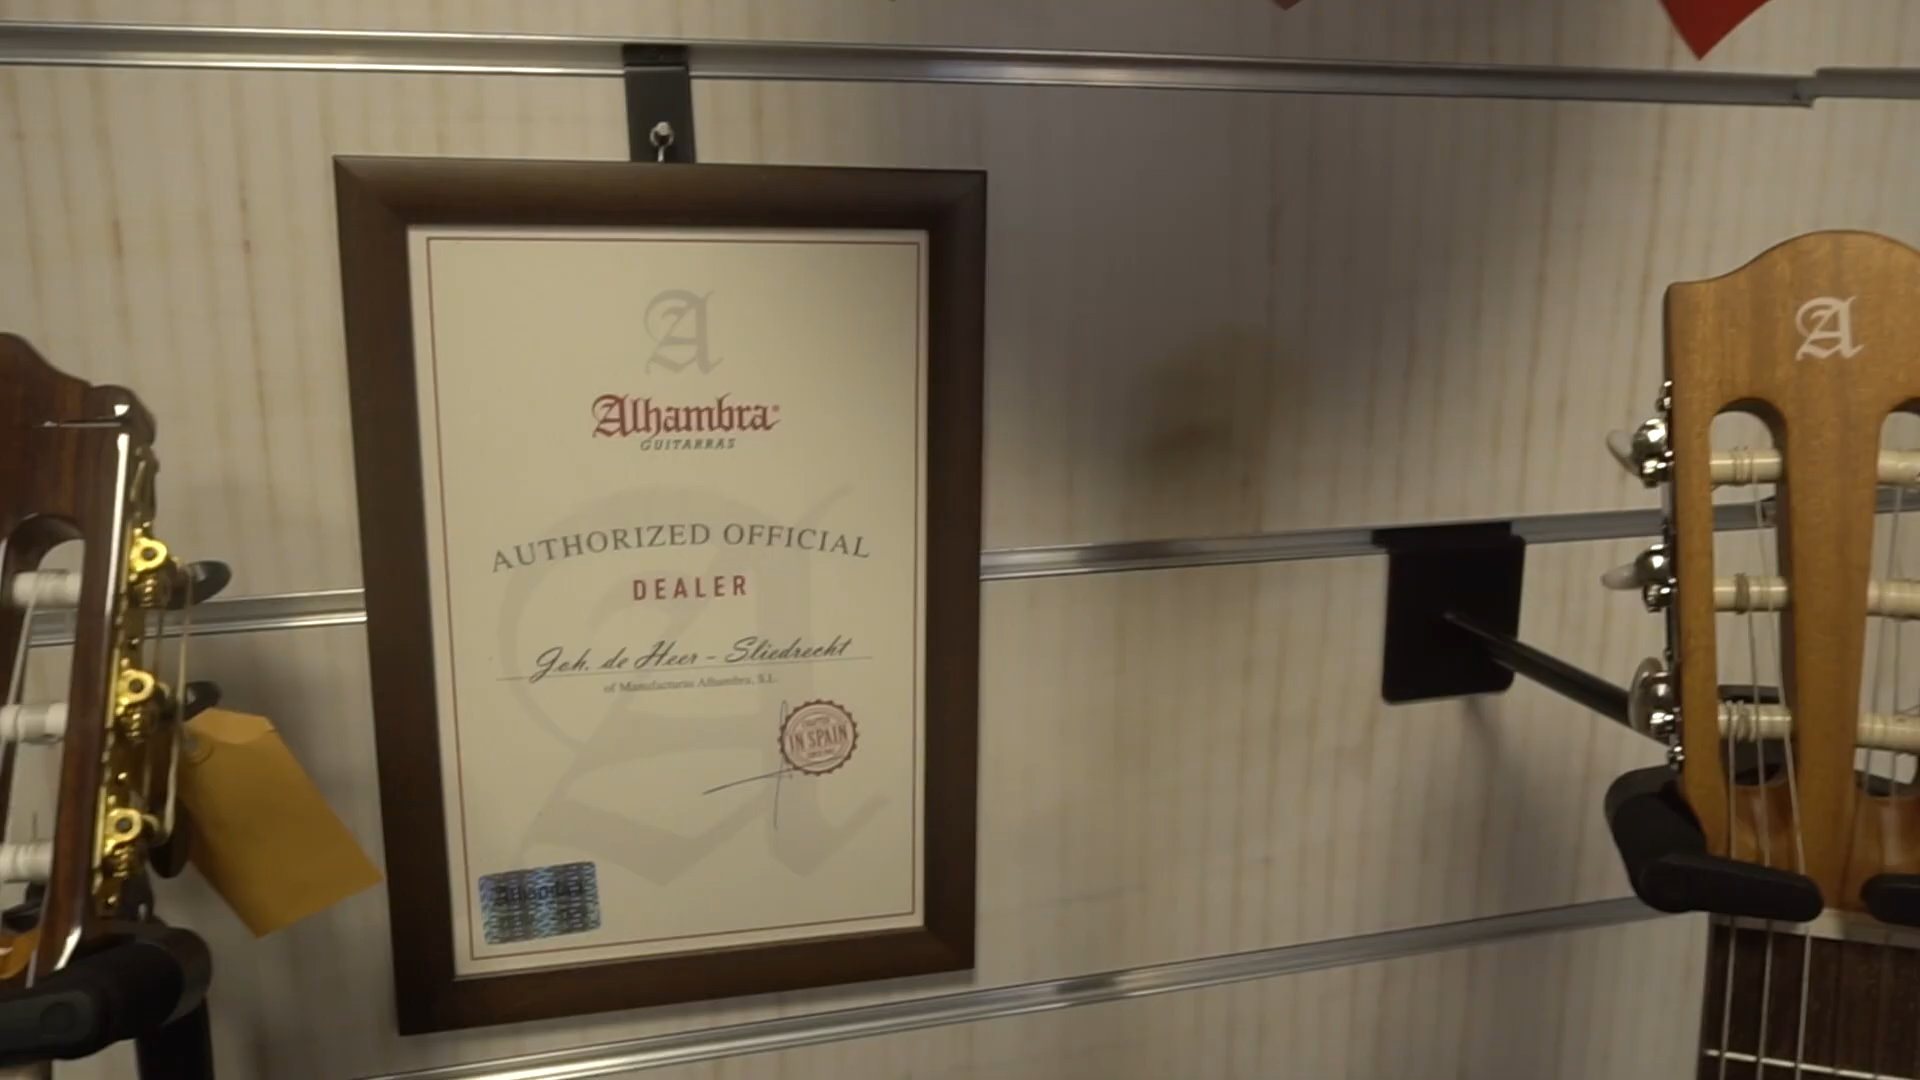 A
Alhambra®
GUITARRAS
AUTHORIZED OFFICIAL
DEALER
Joh. de Heer - Sliedrecht
of Manufacturas Alhambra, S.L.
IN SPAIN
A